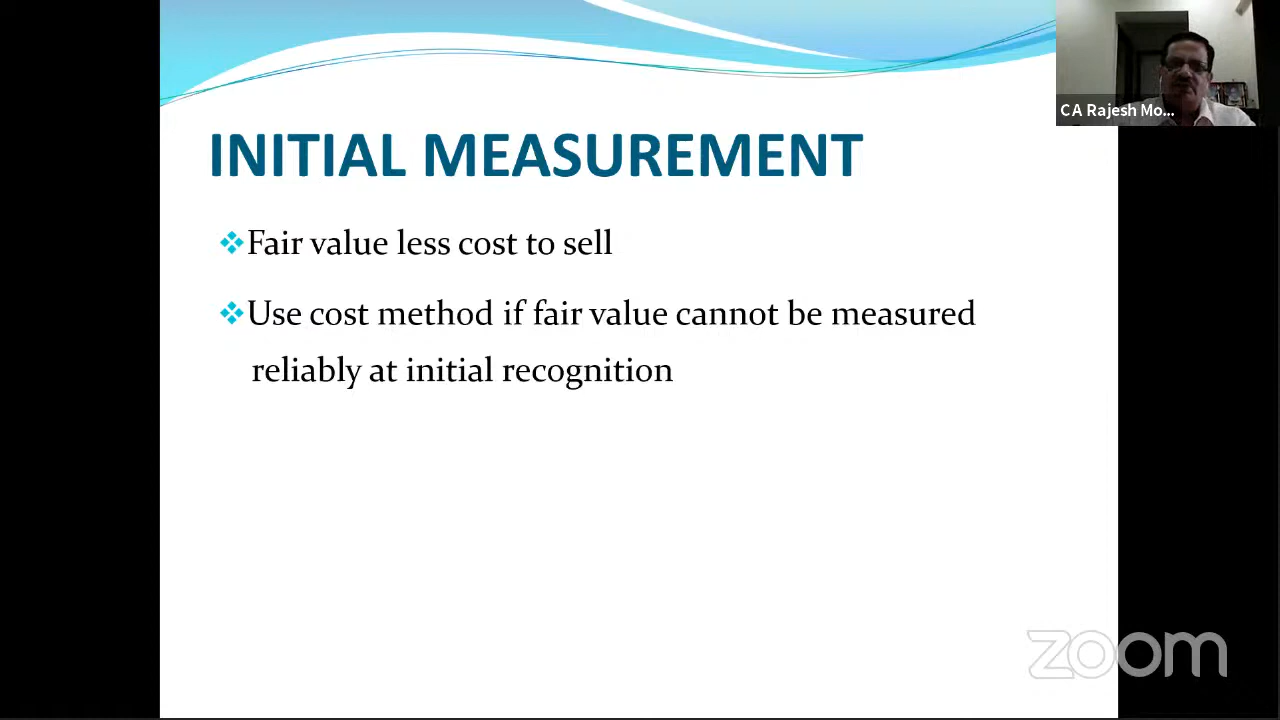 C A Rajesh Mo...
INITIAL MEASUREMENT
Fair value less cost to sell
Use cost method if fair value cannot be measured
reliably at initial recognition
zoom